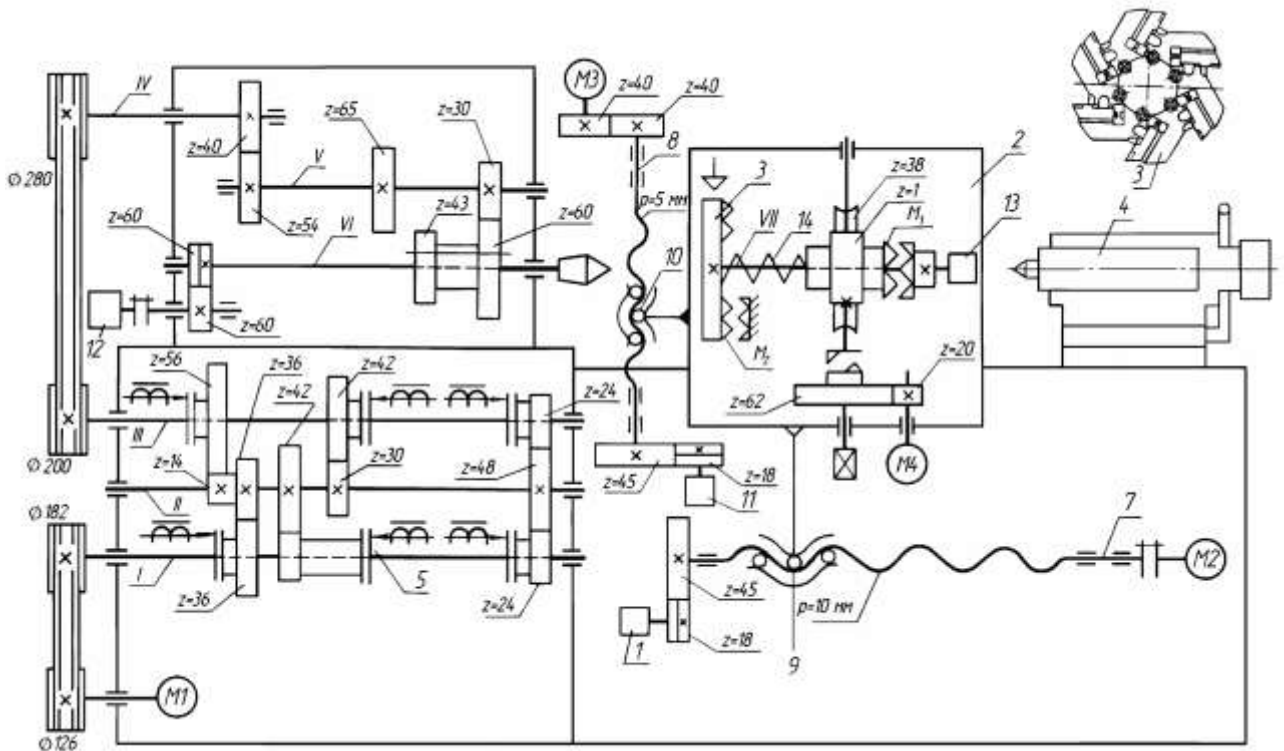 IV
∅280
z=40
z=54
V
z=65
z=30
z=43
z=60
z=60
VI
12
z=60
M3
z=40
z=40
8
p=5 мм
10
3
VII
14
z=38
z=1
M₁
2
13
3
4
M₂
z=20
z=62
M4
z=45
z=18
11
z=56
z=36
z=42
z=42
z=24
III
∅200
z=14
II
z=30
z=48
∅182
I
z=36
5
z=24
M1
∅126
z=45
z=18
1
p=10 мм
9
7
M2